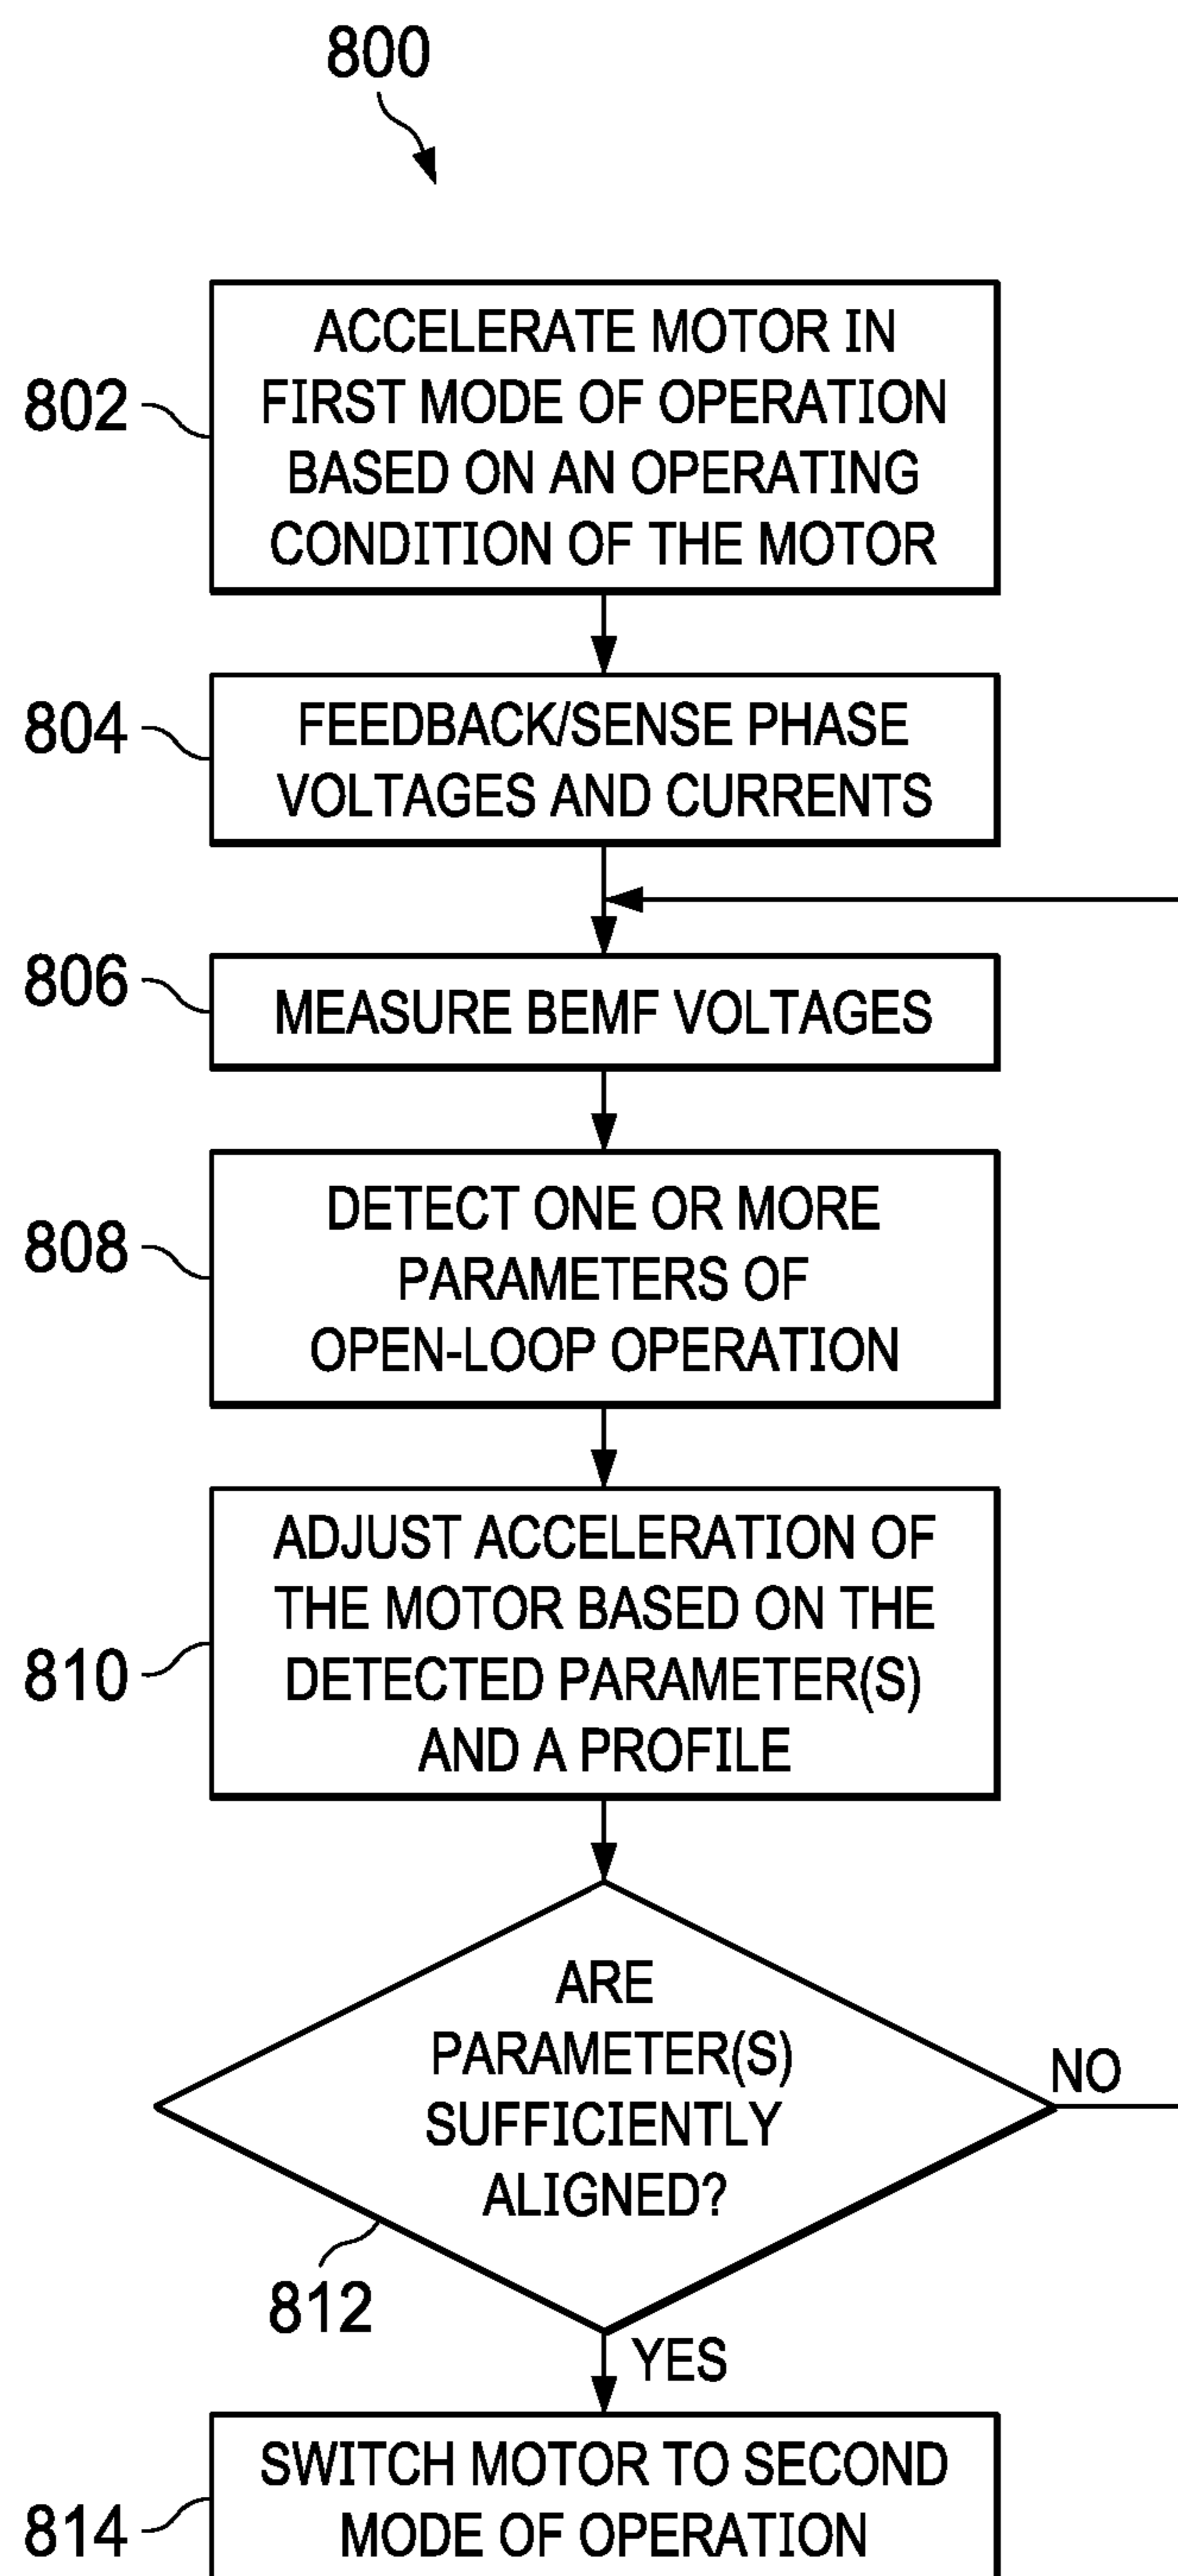 800
802
ACCELERATE MOTOR IN
FIRST MODE OF OPERATION
BASED ON AN OPERATING
CONDITION OF THE MOTOR
804
FEEDBACK/SENSE PHASE
VOLTAGES AND CURRENTS
806
MEASURE BEMF VOLTAGES
808
DETECT ONE OR MORE
PARAMETERS OF
OPEN-LOOP OPERATION
810
ADJUST ACCELERATION OF
THE MOTOR BASED ON THE
DETECTED PARAMETER(S)
AND A PROFILE
ARE
PARAMETER(S)
SUFFICIENTLY
ALIGNED?
NO
812
YES
814
SWITCH MOTOR TO SECOND
MODE OF OPERATION